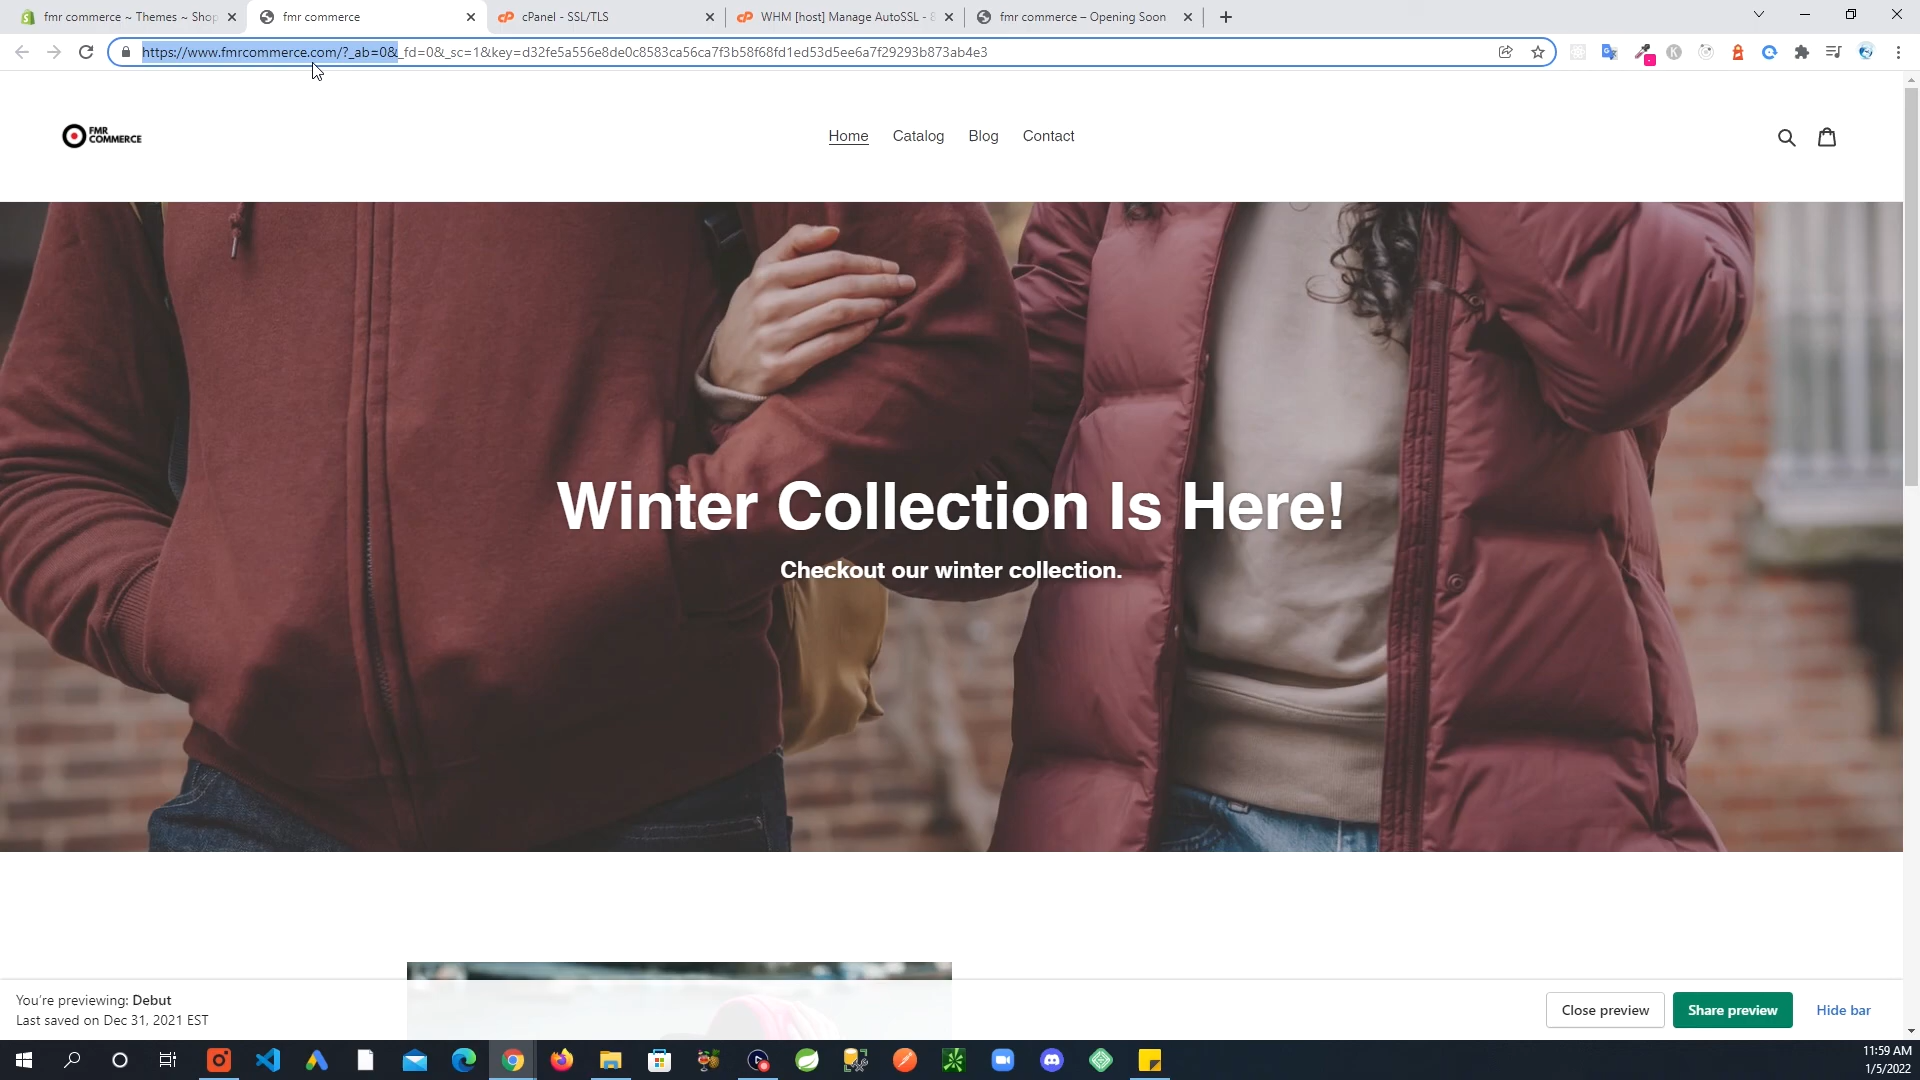 fmr commerce ~ Themes ~ Shop
fmr commerce
cPanel - SSL/TLS
WHM [host] Manage AutoSSL - 8
fmr commerce – Opening Soon
https://www.fmrcommerce.com/?_ab=0&_fd=0&_sc=1&key=d32fe5a556e8de0c8583ca56ca7f3b58f68fd1ed53d5ee6a7f29293b873ab4e3
FMR
COMMERCE
Home Catalog Blog Contact
Winter Collection Is Here!
Checkout our winter collection.
You're previewing: Debut
Last saved on Dec 31, 2021 EST
Close preview
Share preview
Hide bar
11:59 AM
1/5/2022